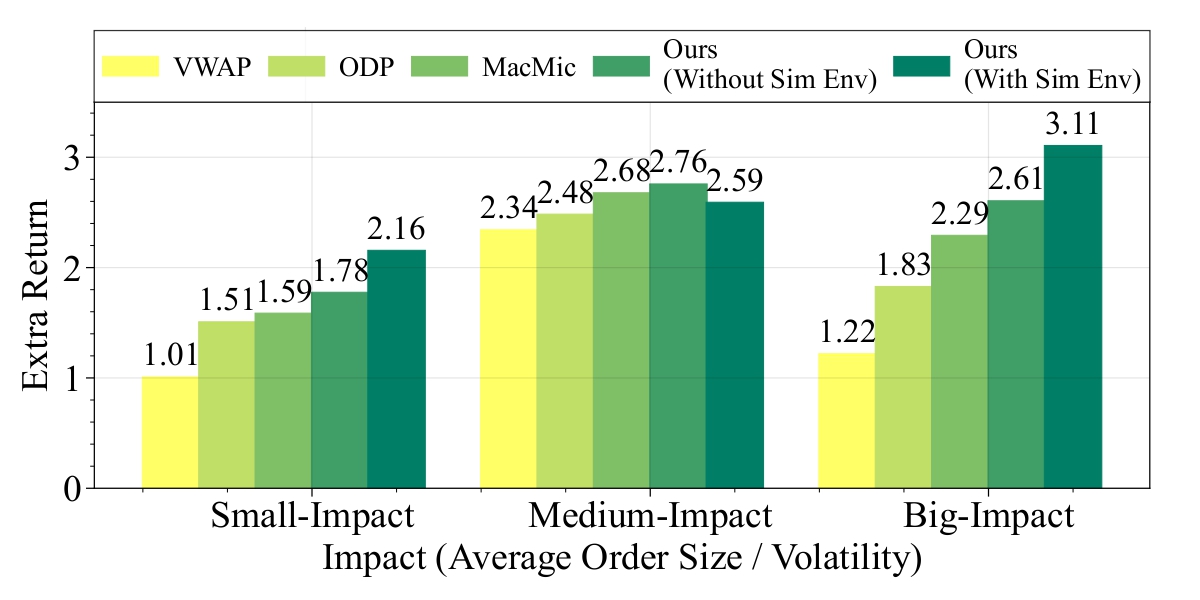 VWAP
ODP
MacMic
Ours
(Without Sim Env)
Ours
(With Sim Env)
Extra Return
3
2
1
0
1.01
1.51
1.59
1.78
2.16
2.34
2.48
2.68
2.76
2.59
1.22
1.83
2.29
2.61
3.11
Small-Impact
Medium-Impact
Big-Impact
Impact (Average Order Size / Volatility)